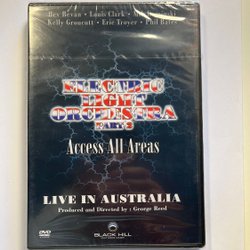 Bev Bevan • Louis Clark •
Kelly Groucutt • Eric Troyer • Phil Bates
ELECTRIC
LIGHT
ORCHESTRA
PART 2
Access All Areas
LIVE IN AUSTRALIA
Produced and Directed by : George Reed
DVD
BLACK HILL